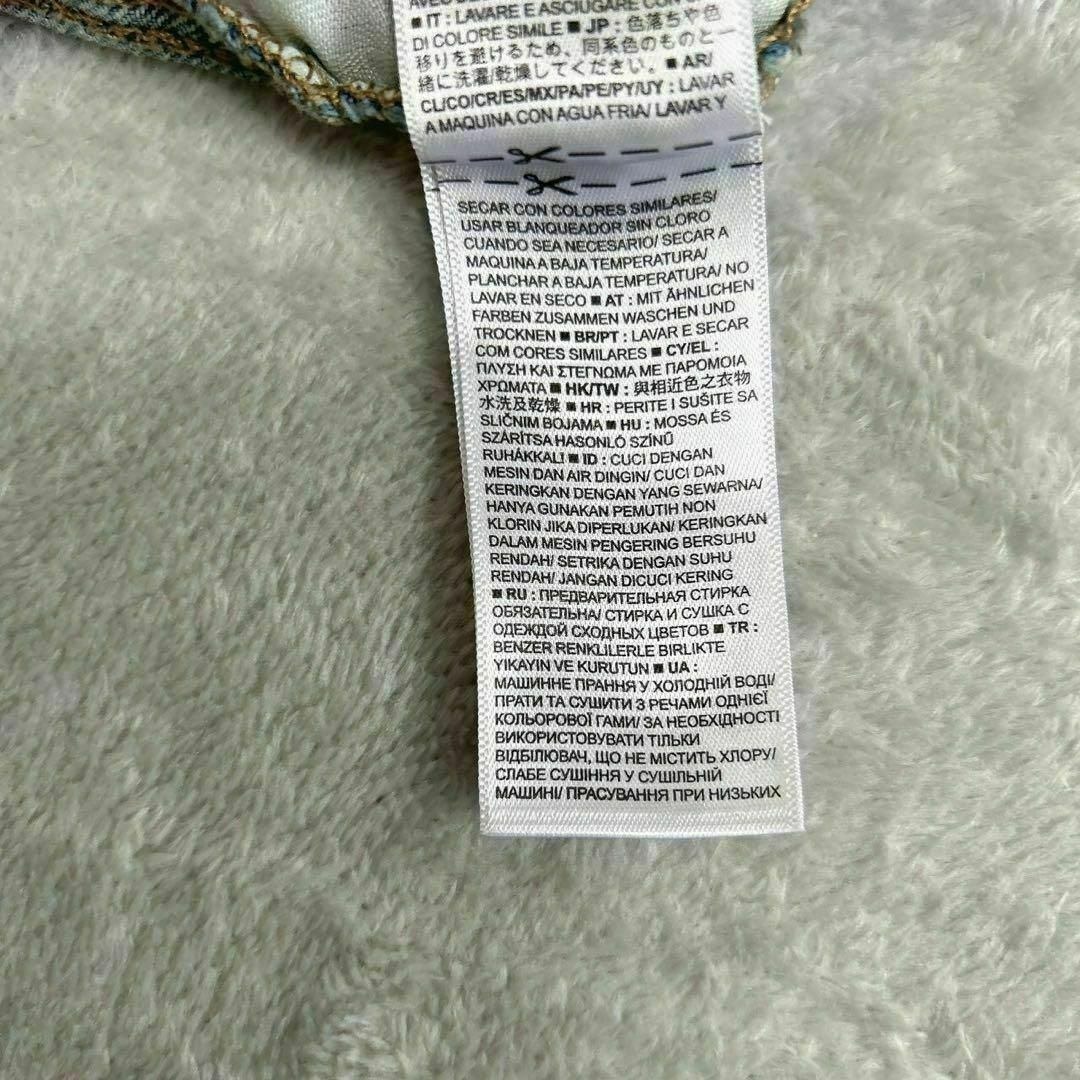 ■ IT : LAVARE E ASCIUGARE CON
DI COLORE SIMILE ■ JP : 色落ちや色
移りを避けるため、同系色のものと一
緒に洗濯/乾燥してください。■ AR/
CL/CO/CR/ES/MX/PA/PE/PY/UY : LAVAR
A MAQUINA CON AGUA FRIA/ LAVAR Y
SECAR CON COLORES SIMILARES/
USAR BLANQUEADOR SIN CLORO
CUANDO SEA NECESARIO/ SECAR A
MAQUINA A BAJA TEMPERATURA/
PLANCHAR A BAJA TEMPERATURA/ NO
LAVAR EN SECO ■ AT : MIT ÄHNLICHEN
FARBEN ZUSAMMEN WASCHEN UND
TROCKNEN ■ BR/PT : LAVAR E SECAR
COM CORES SIMILARES ■ CY/EL :
ΠΛΥΣΗ ΚΑΙ ΣΤΕΓΝΩΜΑ ΜΕ ΠΑΡΟΜΟΙΑ
ΧΡΩΜΑΤΑ ■ HK/TW : 與相近色之衣物
水洗及乾燥 ■ HR : PERITE I SUŠITE SA
SLIČNIM BOJAMA ■ HU : MOSSA ÉS
SZÁRÍTSA HASONLÓ SZÍNŰ
RUHÁKKAL! ■ ID : CUCI DENGAN
MESIN DAN AIR DINGIN/ CUCI DAN
KERINGKAN DENGAN YANG SEWARNA/
HANYA GUNAKAN PEMUTIH NON
KLORIN JIKA DIPERLUKAN/ KERINGKAN
DALAM MESIN PENGERING BERSUHU
RENDAH/ SETRIKA DENGAN SUHU
RENDAH/ JANGAN DICUCI KERING
■ RU : ПРЕДВАРИТЕЛЬНАЯ СТИРКА
ОБЯЗАТЕЛЬНА/ СТИРКА И СУШКА С
ОДЕЖДОЙ СХОДНЫХ ЦВЕТОВ ■ TR :
BENZER RENKLILERLE BIRLIKTE
YIKAYIN VE KURUTUN ■ UA :
МАШИННЕ ПРАННЯ У ХОЛОДНІЙ ВОДІ/
ПРАТИ ТА СУШИТИ З РЕЧАМИ ОДНІЄЇ
КОЛЬОРОВОЇ ГАМИ/ ЗА НЕОБХІДНОСТІ
ВИКОРИСТОВУВАТИ ТІЛЬКИ
ВІДБІЛЮВАЧ, ЩО НЕ МІСТИТЬ ХЛОРУ/
СЛАБЕ СУШІННЯ У СУШІЛЬНІЙ
МАШИНІ/ ПРАСУВАННЯ ПРИ НИЗЬКИХ